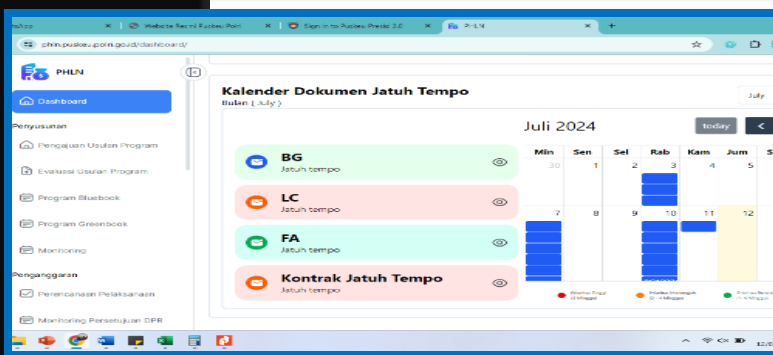 Website Resmi Puskeu Polri
Sign in to Puskeu Presisi 2.0
PHLN
phln.puskeu.polri.go.id/dashboard/
PHLN
Dashboard
Penyusunan
Pengajuan Usulan Program
Evaluasi Usulan Program
Program Bluebook
Program Greenbook
Monitoring
Penganggaran
Perencanaan Pelaksanaan
Monitoring Persetujuan DPR
Kalender Dokumen Jatuh Tempo
Bulan ( July )
July
BG
Jatuh tempo
LC
Jatuh tempo
FA
Jatuh tempo
Kontrak Jatuh Tempo
Jatuh tempo
Juli 2024
today
Min Sen Sel Rab Kam Jum S
30 1 2 3 4 5
7 8 9 10 11 12
Prioritas Tinggi